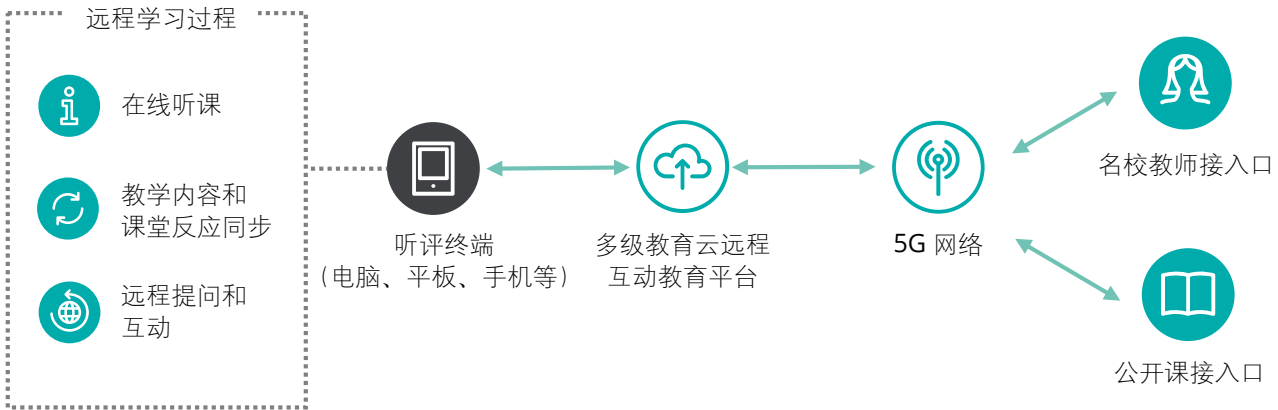 远程学习过程
在线听课
教学内容和
课堂反应同步
远程提问和
互动
听评终端
（电脑、平板、手机等）
多级教育云远程
互动教育平台
5G 网络
名校教师接入口
公开课接入口